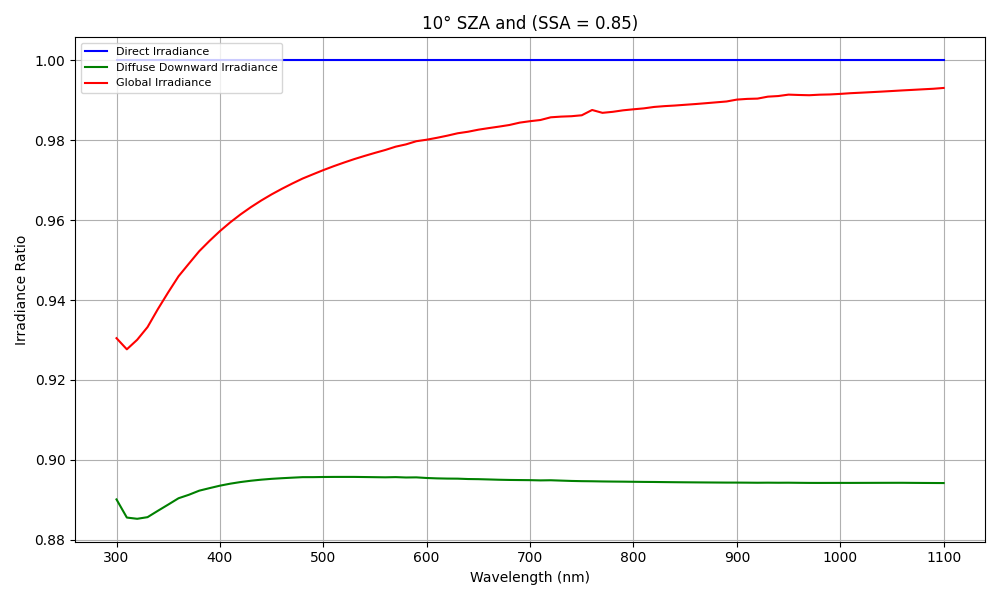 10° SZA and (SSA = 0.85)
Direct Irradiance
Diffuse Downward Irradiance
Global Irradiance
Irradiance Ratio
1.00
0.98
0.96
0.94
0.92
0.90
0.88
300 400 500 600 700 800 900 1000 1100
Wavelength (nm)